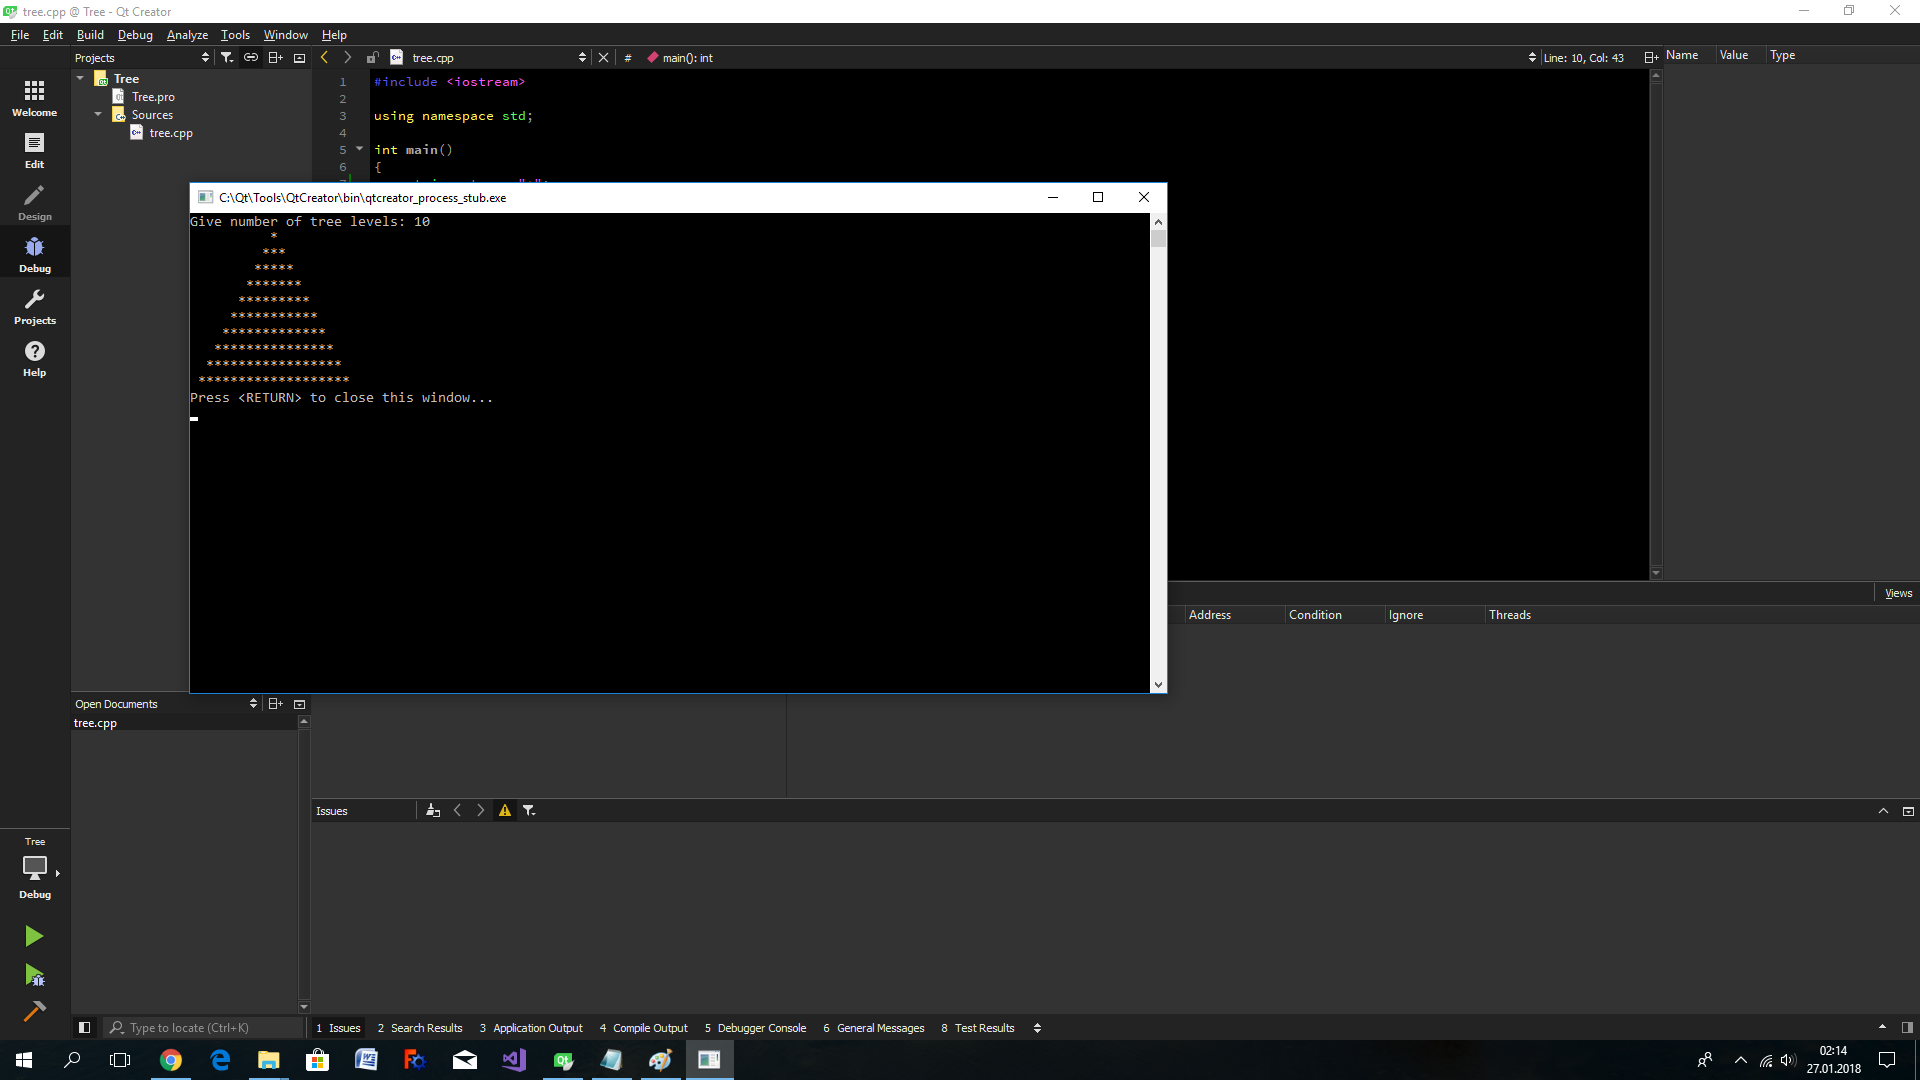 tree.cpp @ Tree - Qt Creator
File Edit Build Debug Analyze Tools Window Help
Projects
tree.cpp
#
main(): int
Line: 10, Col: 43
Name Value Type
Welcome
Edit
Design
Debug
Projects
Help
Tree
Tree.pro
Sources
tree.cpp
1 #include <iostream>
2
3 using namespace std;
4
5 int main()
6 {
C:\Qt\Tools\QtCreator\bin\qtcreator_process_stub.exe
Give number of tree levels: 10
*
***
*****
*******
*********
***********
*************
***************
*****************
*******************
Press <RETURN> to close this window...
Views
Address Condition Ignore Threads
Open Documents
tree.cpp
Issues
Tree
Debug
Type to locate (Ctrl+K)
1 Issues 2 Search Results 3 Application Output 4 Compile Output 5 Debugger Console 6 General Messages 8 Test Results
02:14
27.01.2018